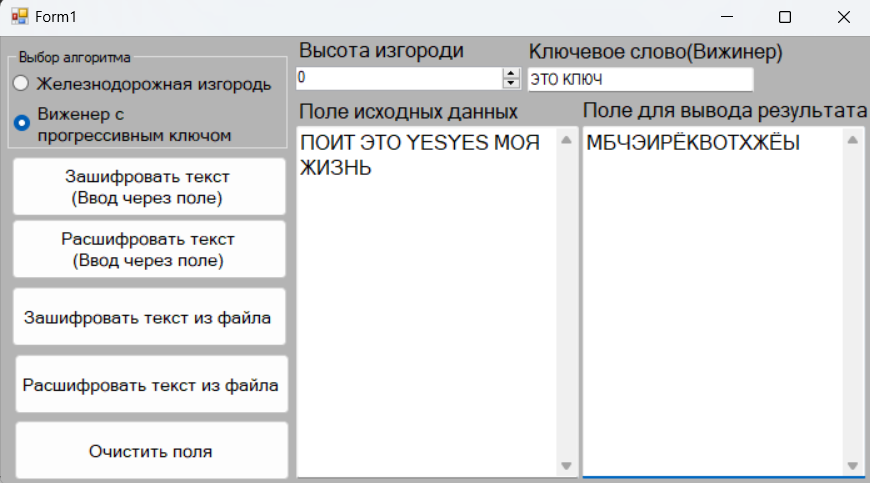 Form1
Выбор алгоритма
Железнодорожная изгородь
Виженер с
прогрессивным ключом
Зашифровать текст
(Ввод через поле)
Расшифровать текст
(Ввод через поле)
Зашифровать текст из файла
Расшифровать текст из файла
Очистить поля
Высота изгороди
0
Ключевое слово(Вижинер)
ЭТО КЛЮЧ
Поле исходных данных
ПОИТ ЭТО YESYES МОЯ
ЖИЗНЬ
Поле для вывода результата
МБЧЭИРЁКВОТХЖЁЫ